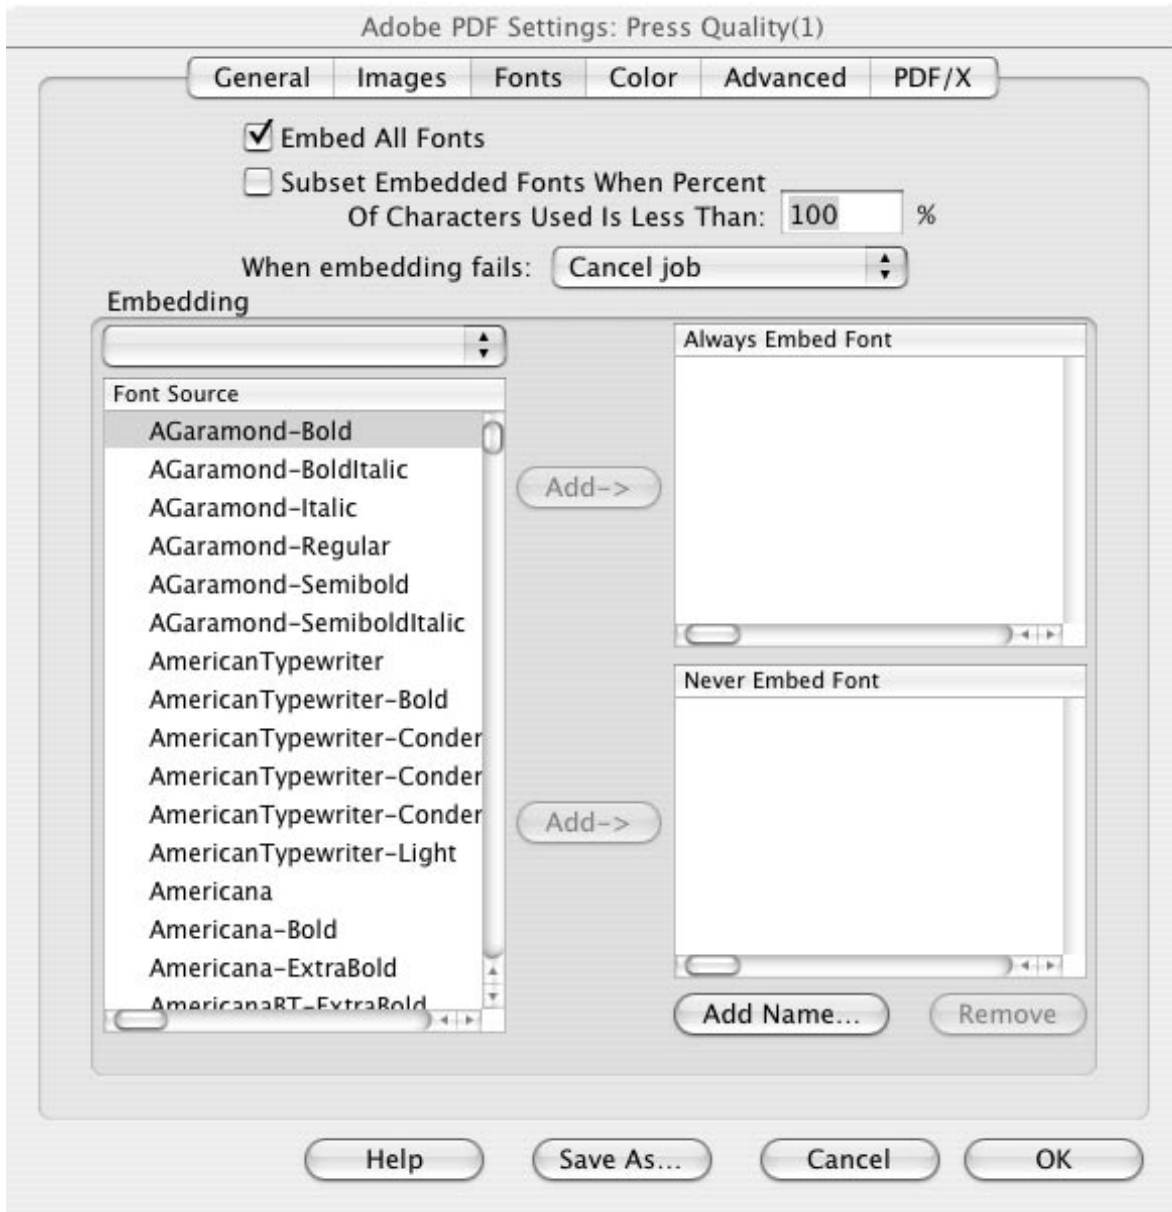 Adobe PDF Settings: Press Quality(1)
General Images Fonts Color Advanced PDF/X
Embed All Fonts
Subset Embedded Fonts When Percent
Of Characters Used Is Less Than: 100 %
When embedding fails: Cancel job
Embedding
Font Source
AGaramond-Bold
AGaramond-BoldItalic
AGaramond-Italic
AGaramond-Regular
AGaramond-Semibold
AGaramond-SemiboldItalic
AmericanTypewriter
AmericanTypewriter-Bold
AmericanTypewriter-Conder
AmericanTypewriter-Conder
AmericanTypewriter-Conder
AmericanTypewriter-Light
Americana
Americana-Bold
Americana-ExtraBold
AmericanaBT-ExtraBold
Add->
Add->
Always Embed Font
Never Embed Font
Add Name... Remove
Help Save As... Cancel OK